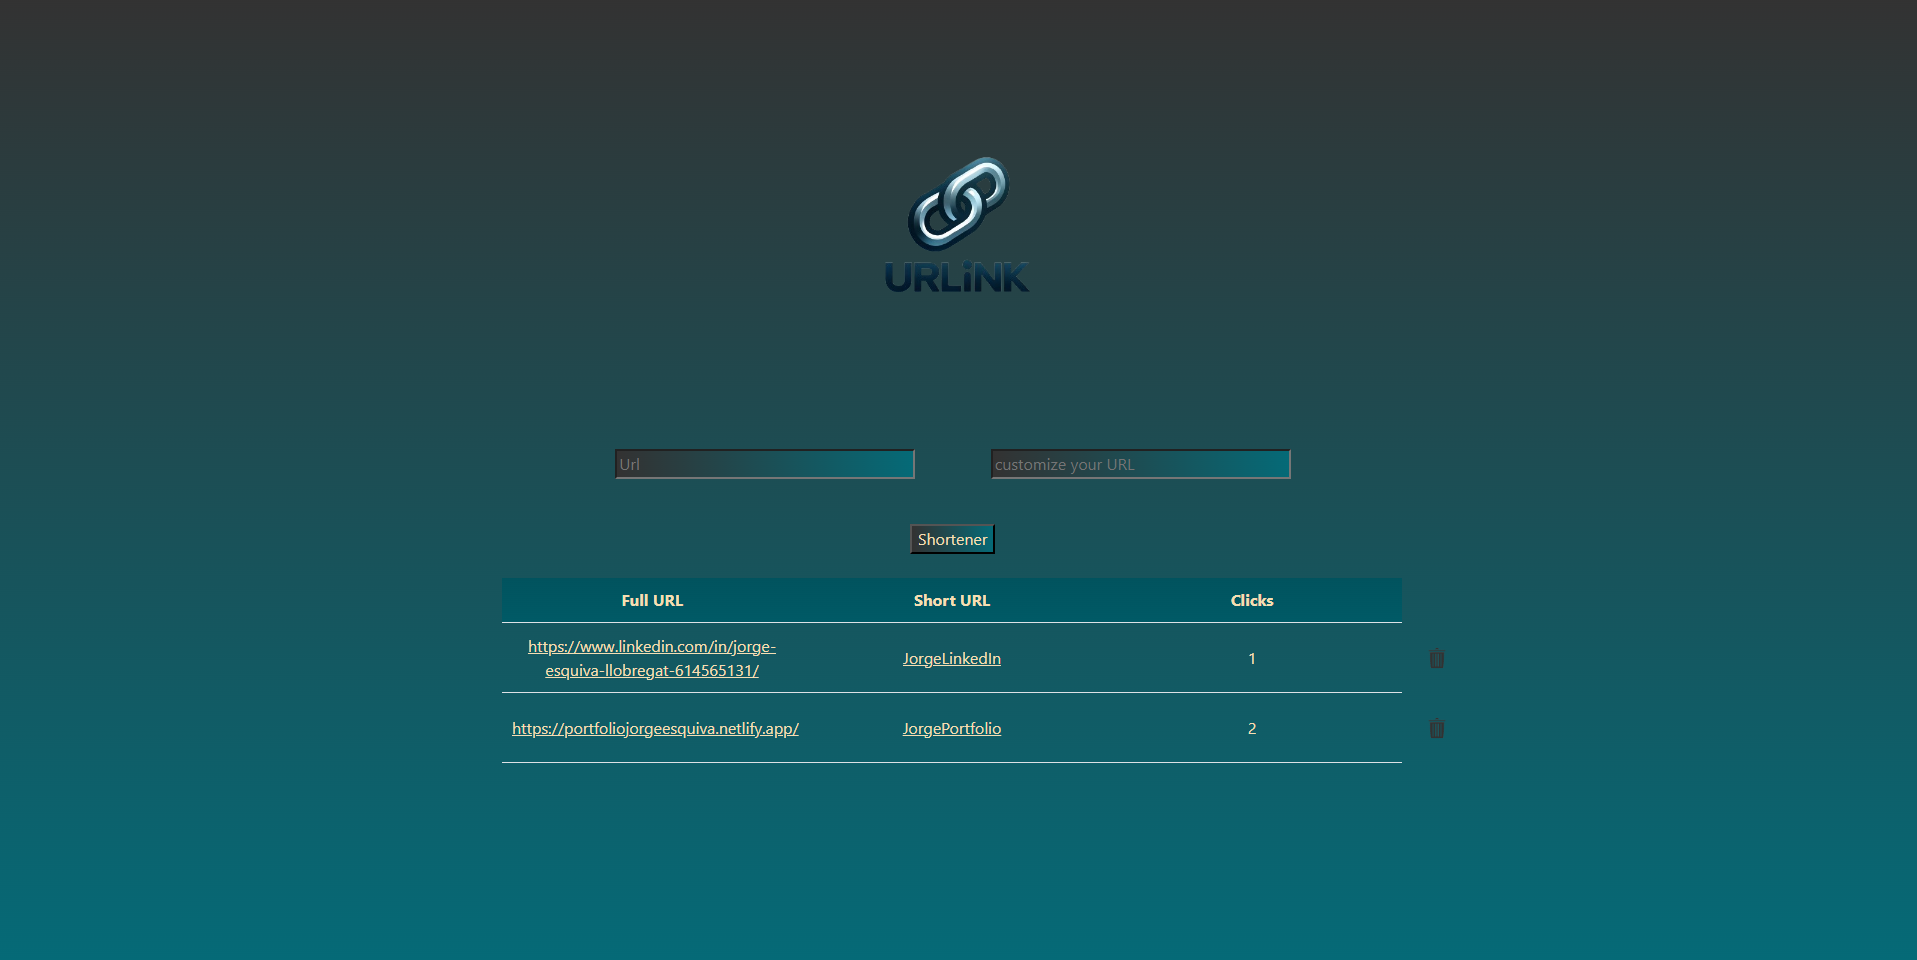 URLiNK
Url
customize your URL
Shortener
Full URL
Short URL
Clicks
https://www.linkedin.com/in/jorge-
esquiva-llobregat-614565131/
JorgeLinkedIn
1
https://portfoliojorgeesquiva.netlify.app/
JorgePortfolio
2